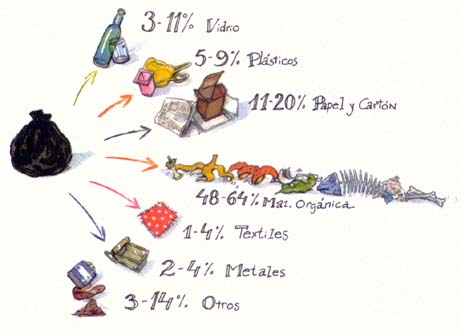 3-11% Vidrio
5-9% Plásticos
11-20% Papel y Cartón
48-64% Mat. Orgánica
1-4% Textiles
2-4% Metales
3-14% Otros